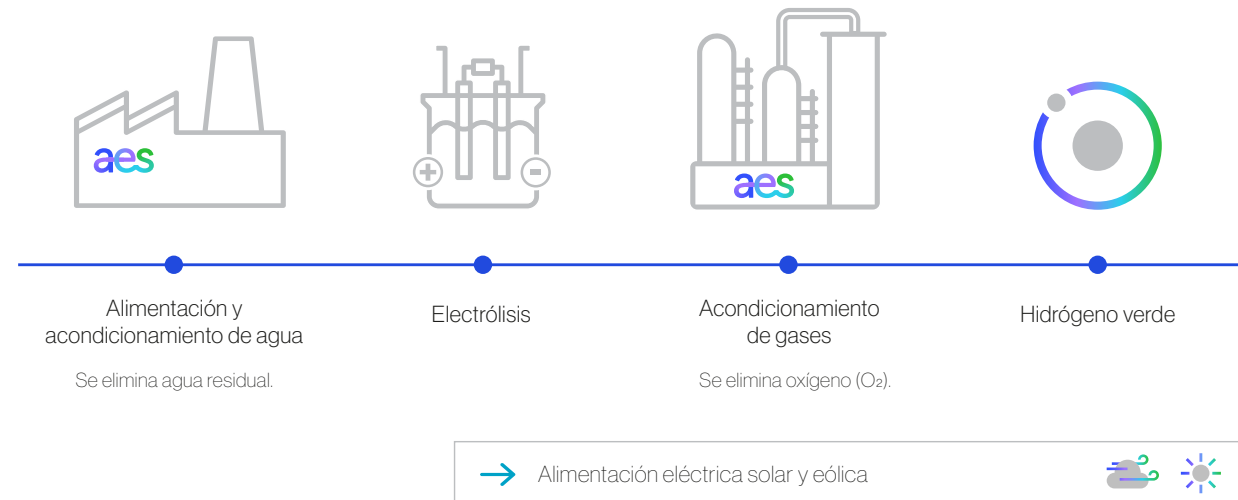 aes
+
-
aes
Alimentación y
acondicionamiento de agua
Se elimina agua residual.
Electrólisis
Acondicionamiento
de gases
Se elimina oxígeno (O₂).
Hidrógeno verde
Alimentación eléctrica solar y eólica